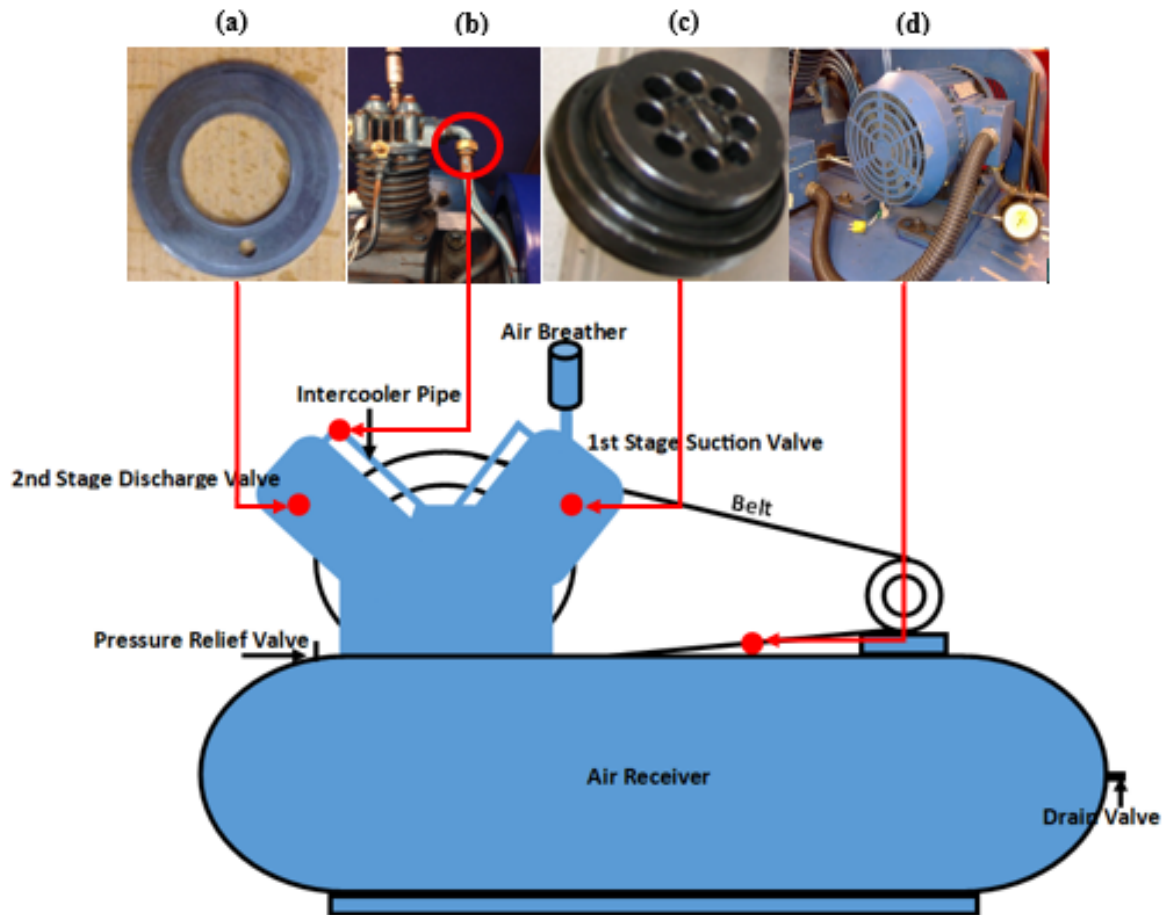 (a)
(b)
(c)
(d)
Air Breather
Intercooler Pipe
1st Stage Suction Valve
2nd Stage Discharge Valve
Belt
Pressure Relief Valve
Air Receiver
Drain Valve